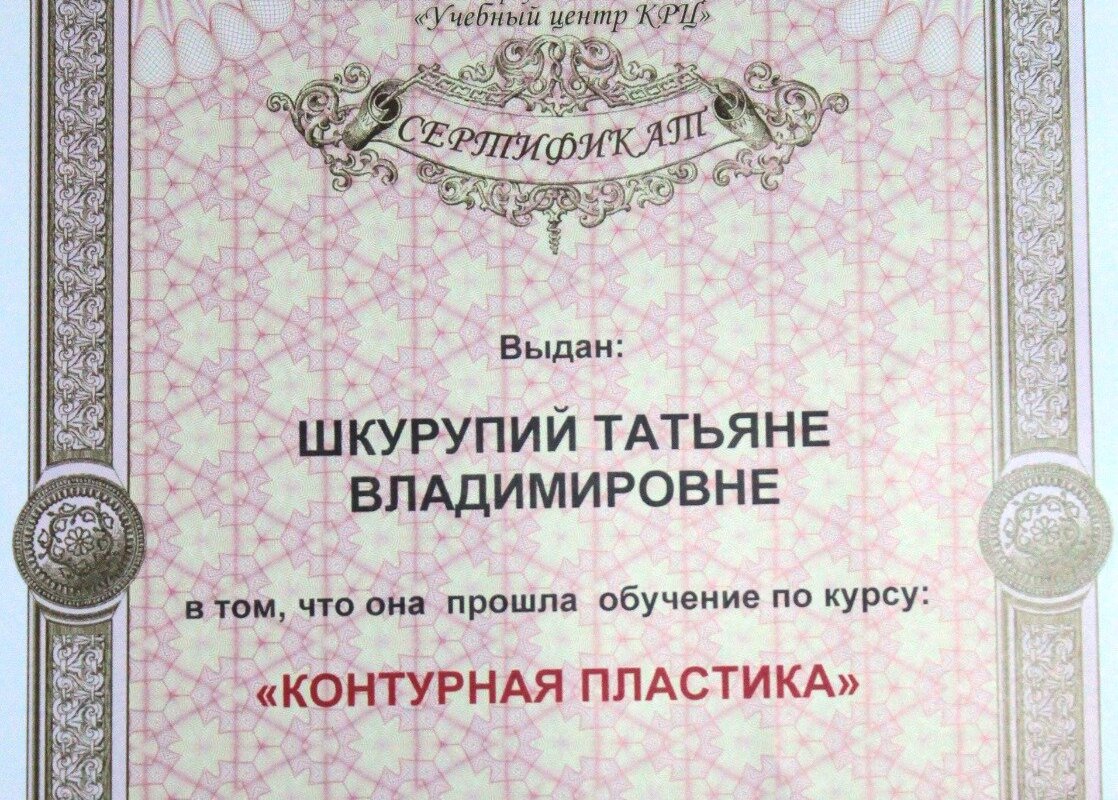 «Учебный центр КРЦ»
СЕРТИФИКАТ
Выдан:
ШКУРУПИЙ ТАТЬЯНЕ
ВЛАДИМИРОВНЕ
в том, что она прошла обучение по курсу:
«КОНТУРНАЯ ПЛАСТИКА»